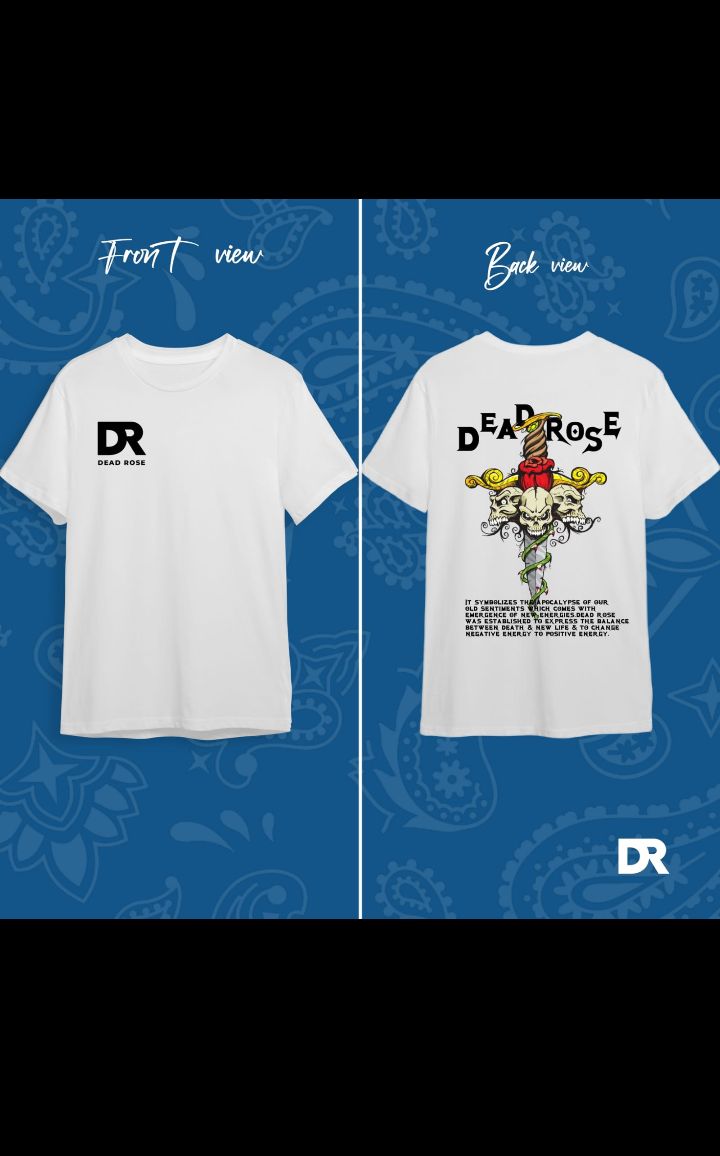 Front view
Back view
DR
DEAD ROSE
DEAD ROSE
IT SYMBOLIZES THE APOCALYPSE OF OUR
OLD SENTIMENTS WHICH COMES WITH
EMERGENCE OF NEW ENERGIES.DEAD ROSE
WAS ESTABLISHED TO EXPRESS THE BALANCE
BETWEEN DEATH & NEW LIFE & TO CHANGE
NEGATIVE ENERGY TO POSITIVE ENERGY.
DR